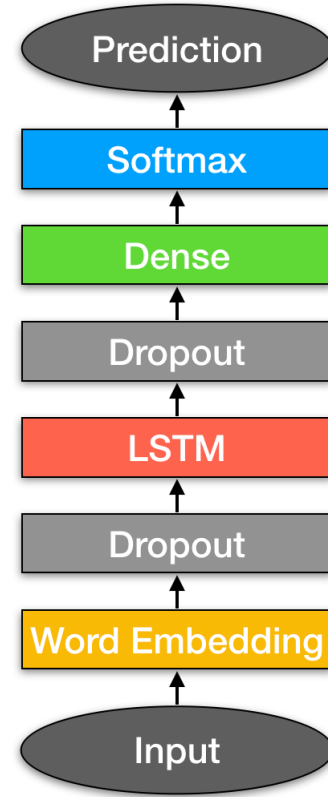 Prediction
Softmax
Dense
Dropout
LSTM
Dropout
Word Embedding
Input